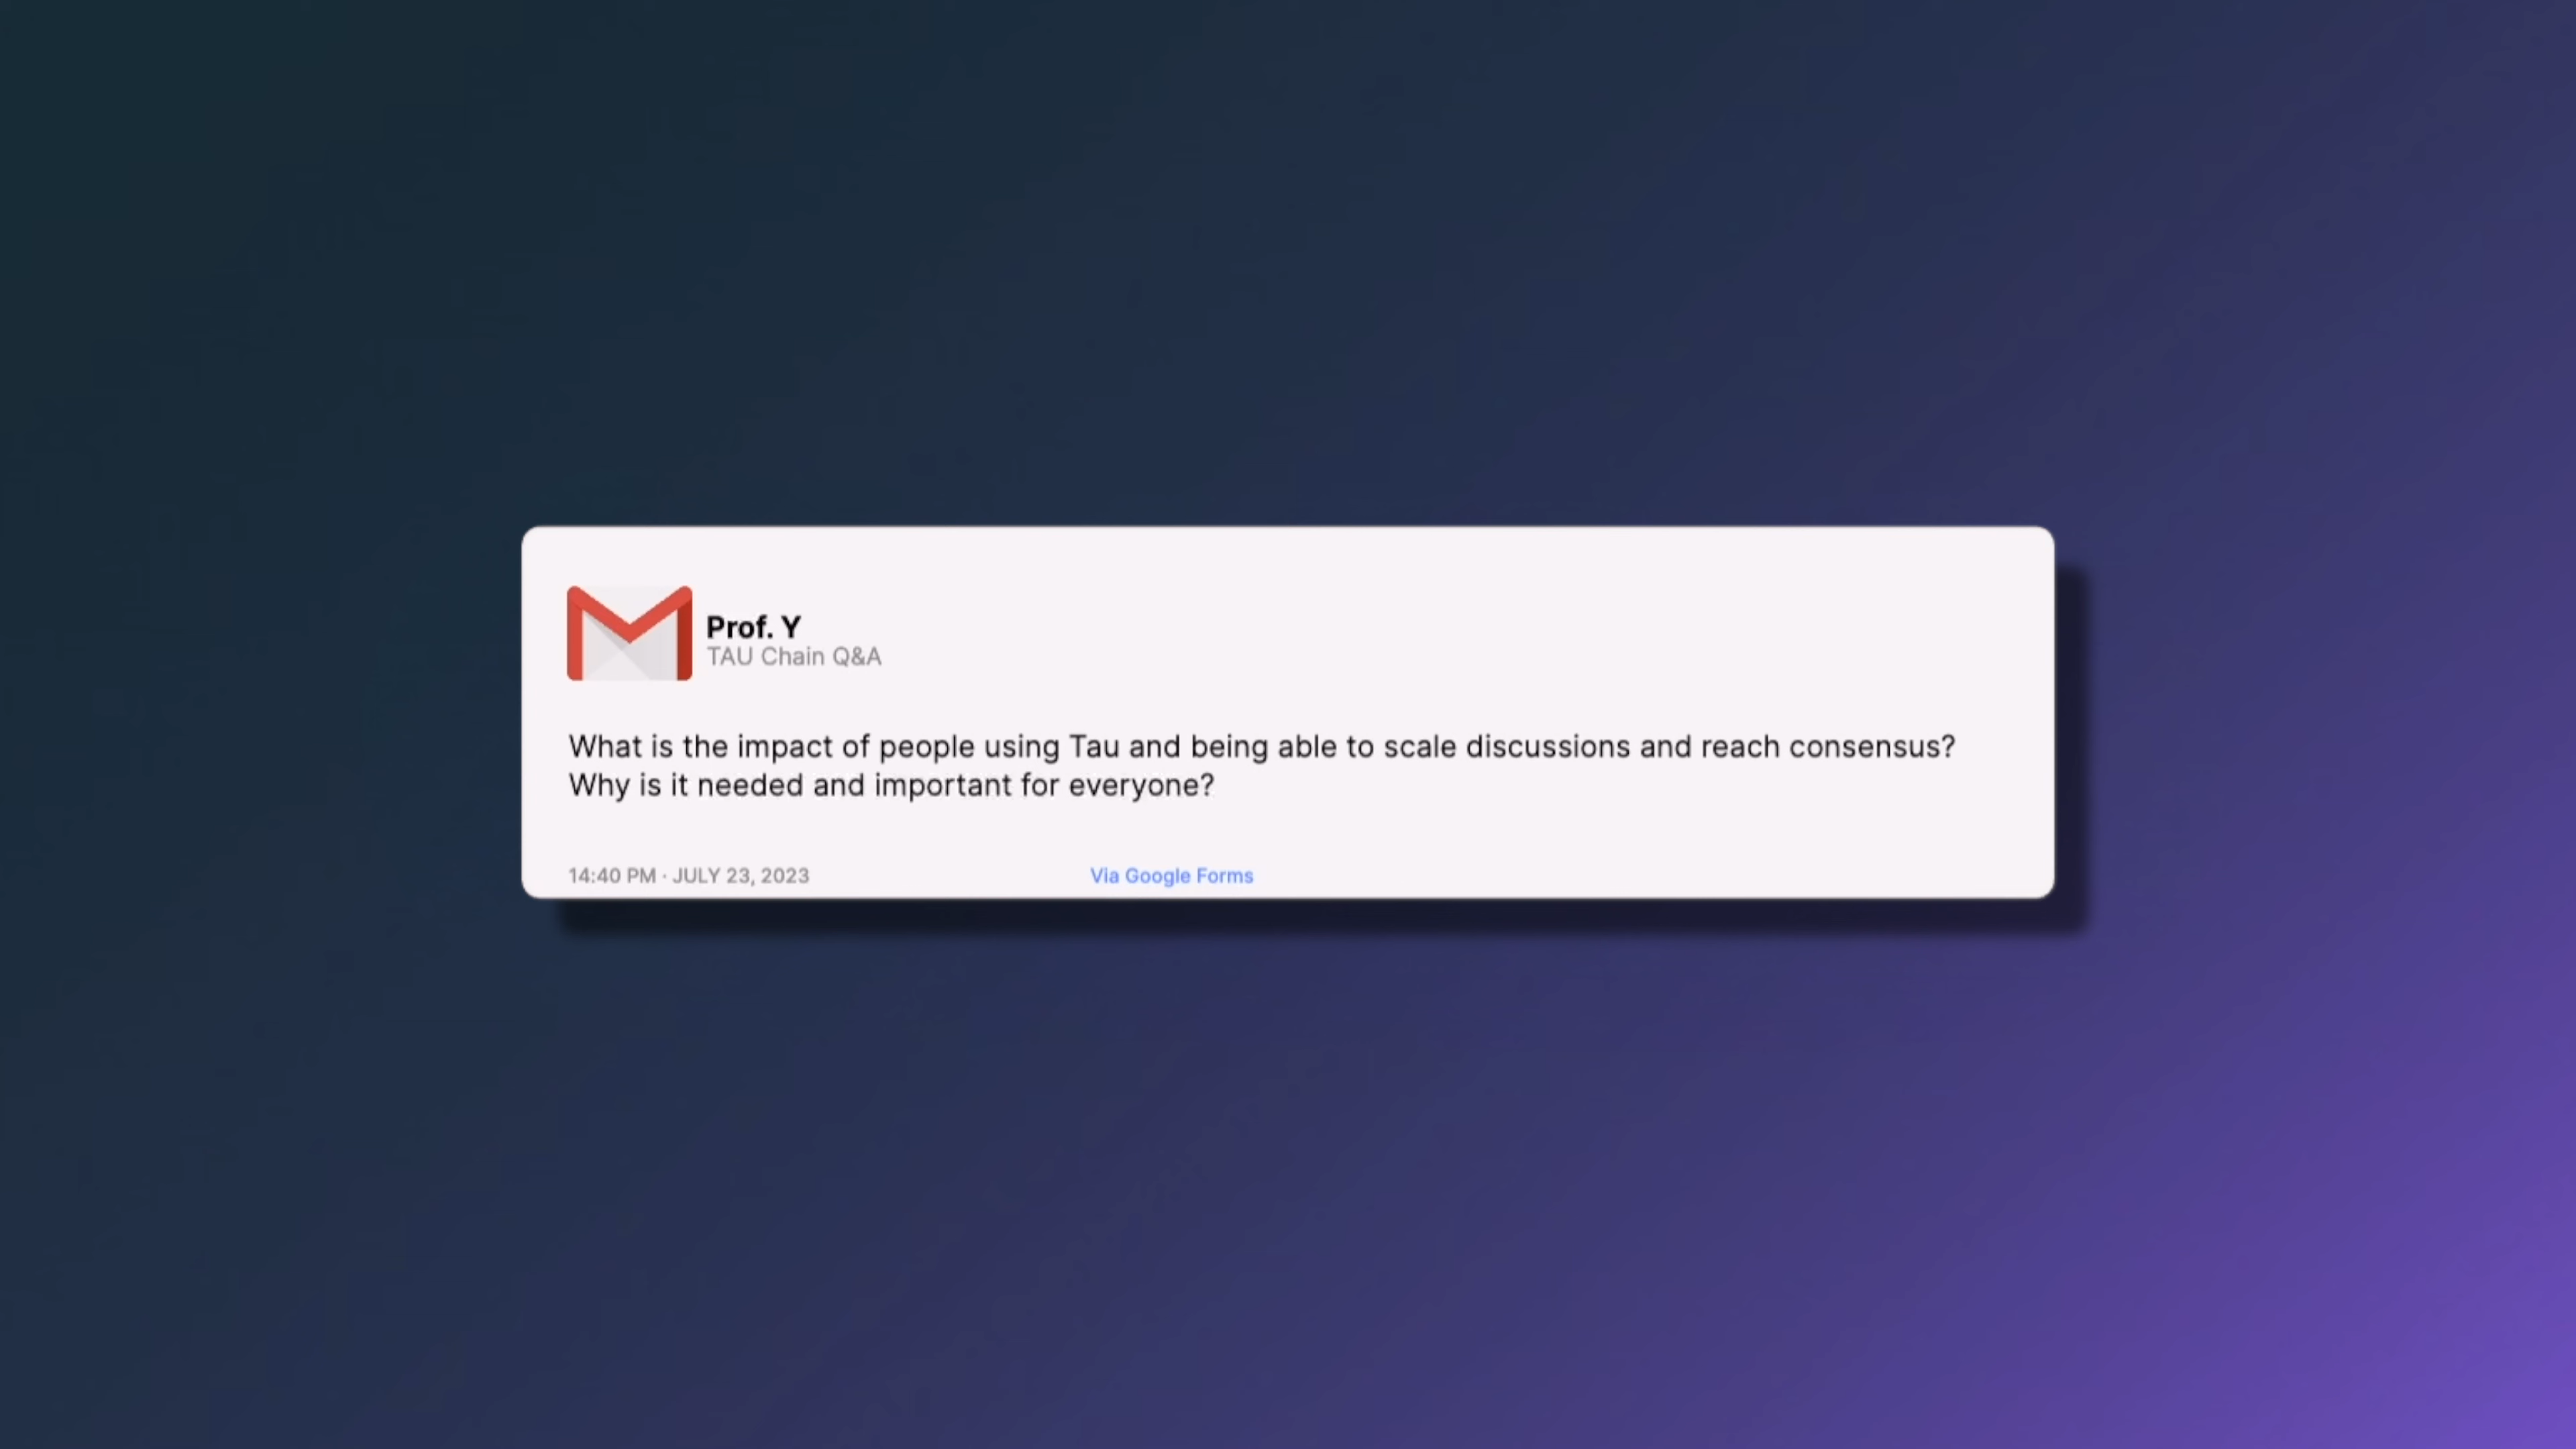 Prof. Y
TAU Chain Q&A
What is the impact of people using Tau and being able to scale discussions and reach consensus?
Why is it needed and important for everyone?
14:40 PM · JULY 23, 2023 Via Google Forms